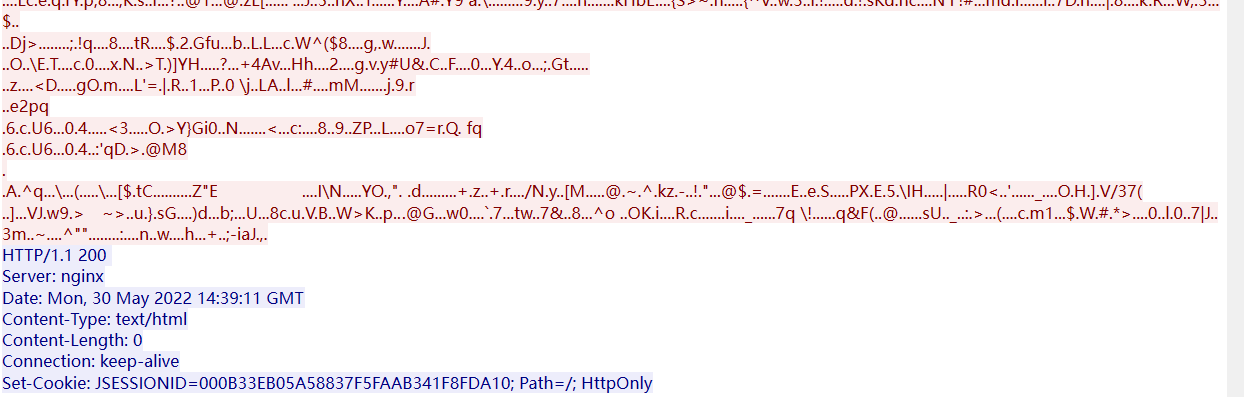 $..
..Dj>........;.!q....8....tR....$.2.Gfu...b..L.L...c.W^($8....g,.w.......J.
..O..\E.T....c.0....x.N..>T.)]YH.....?...+4Av...Hh....2....g.v.y#U&.C..F....0...Y.4..o...;.Gt.....
..z....<D.....gO.m....L'=.|.R..1...P..0 \j..LA..l...#....mM.......j.9.r
..e2pq
.6.c.U6...0.4.....<3.....O.>Y}Gi0..N.......<...c:....8..9..ZP...L....o7=r.Q. fq
.6.c.U6...0.4..:'qD.>.@M8
.
.A.^q...\...(.....\...[$.tC..........Z"E ....I\N.....YO.,". .d.........+.z..+.r..../N.y..[M.....@.~.^.kz.-..!."...@$.=.......E..e.S.....PX.E.5.\IH.....|.....R0<..'......_....O.H.].V/37(
..]...VJ.w9.> ~>..u.}.sG....)d...b;...U...8c.u.V.B..W>K..p...@G...w0....`.7...tw.7&..8...^o ..OK.i....R.c.......i...._......7q \!......q&F(..@.......sU.._..:.>...(....c.m1...$.W.#.*>....0..l.0..7|J..
3m..~....^""........:....n..w....h...+..;-iaJ.,.
HTTP/1.1 200
Server: nginx
Date: Mon, 30 May 2022 14:39:11 GMT
Content-Type: text/html
Content-Length: 0
Connection: keep-alive
Set-Cookie: JSESSIONID=000B33EB05A58837F5FAAB341F8FDA10; Path=/; HttpOnly